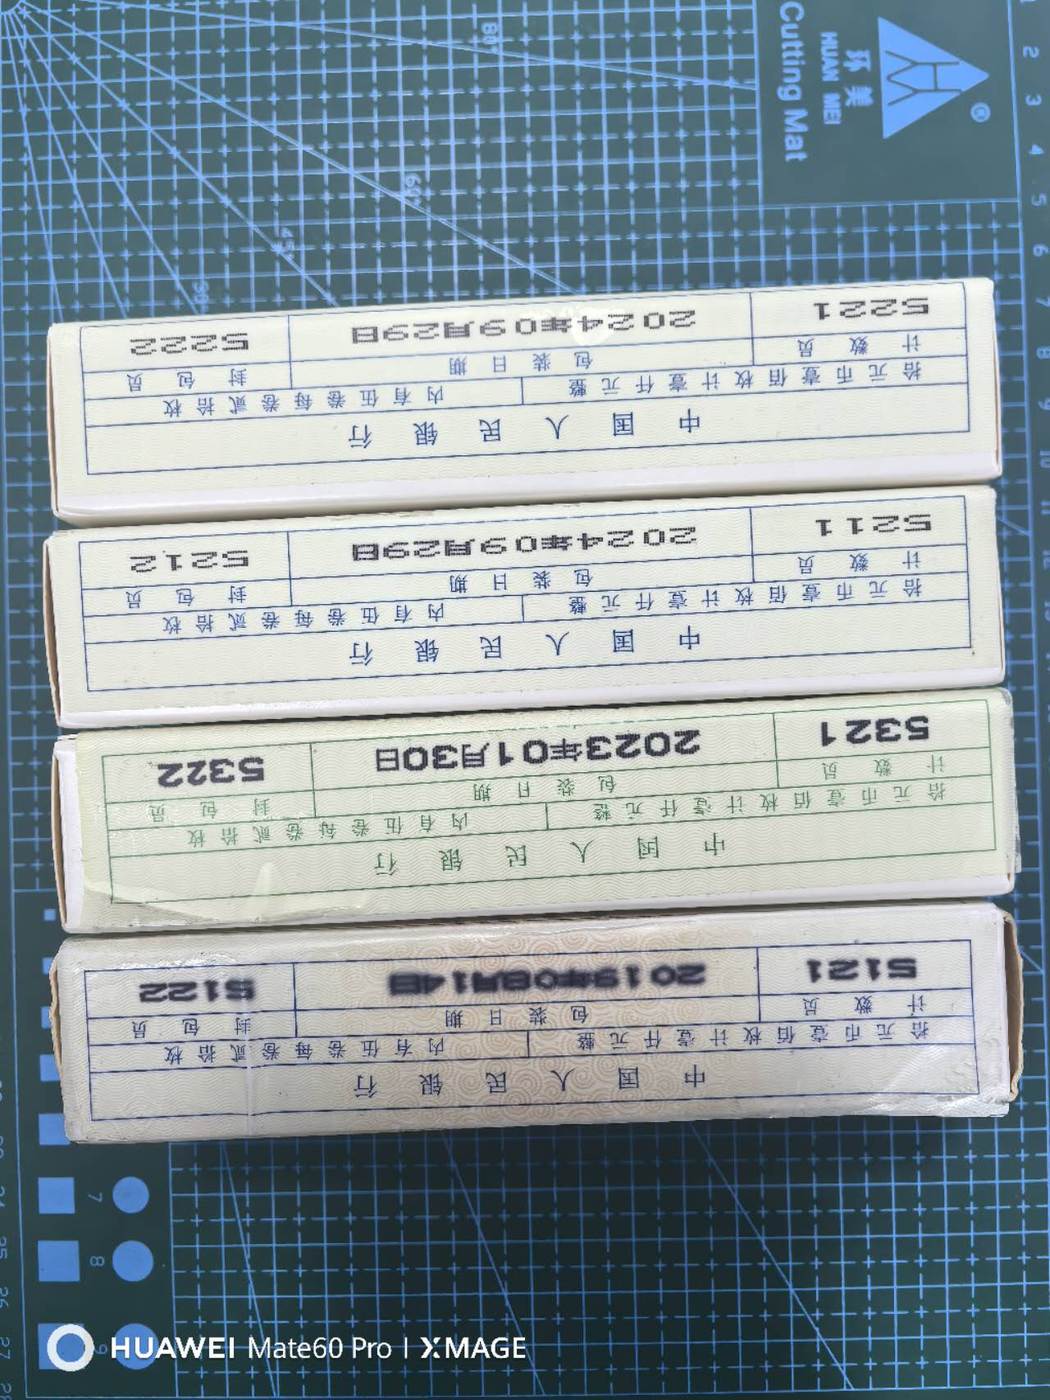 环美
HUAN MEI
Cutting Mat
中国人民银行
拾元币壹佰枚计壹仟元整 内有伍卷每卷贰拾枚
计数员 包装日期 封包员
5221 2024年09月29日 5222
中国人民银行
拾元币壹佰枚计壹仟元整 内有伍卷每卷贰拾枚
计数员 包装日期 封包员
5211 2024年09月29日 5212
中国人民银行
拾元币壹佰枚计壹仟元整 内有伍卷每卷贰拾枚
计数员 包装日期 封包员
5321 2023年01月30日 5322
中国人民银行
拾元币壹佰枚计壹仟元整 内有伍卷每卷贰拾枚
计数员 包装日期 封包员
5121 2019年08月14日 5122
7
8
9
HUAWEI Mate60 Pro | XMAGE